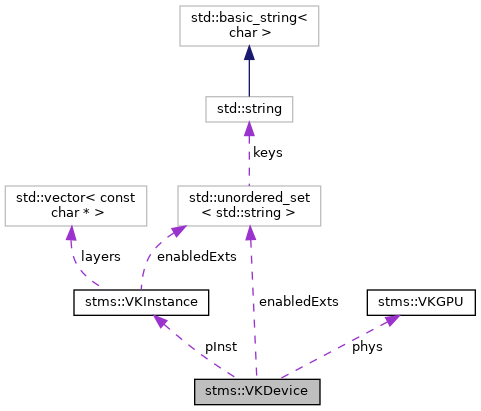 std::basic_string<
char >
std::string
keys
std::vector< const
char * >
std::unordered_set
< std::string >
layers
enabledExts
stms::VKInstance
enabledExts
stms::VKGPU
pInst
phys
stms::VKDevice